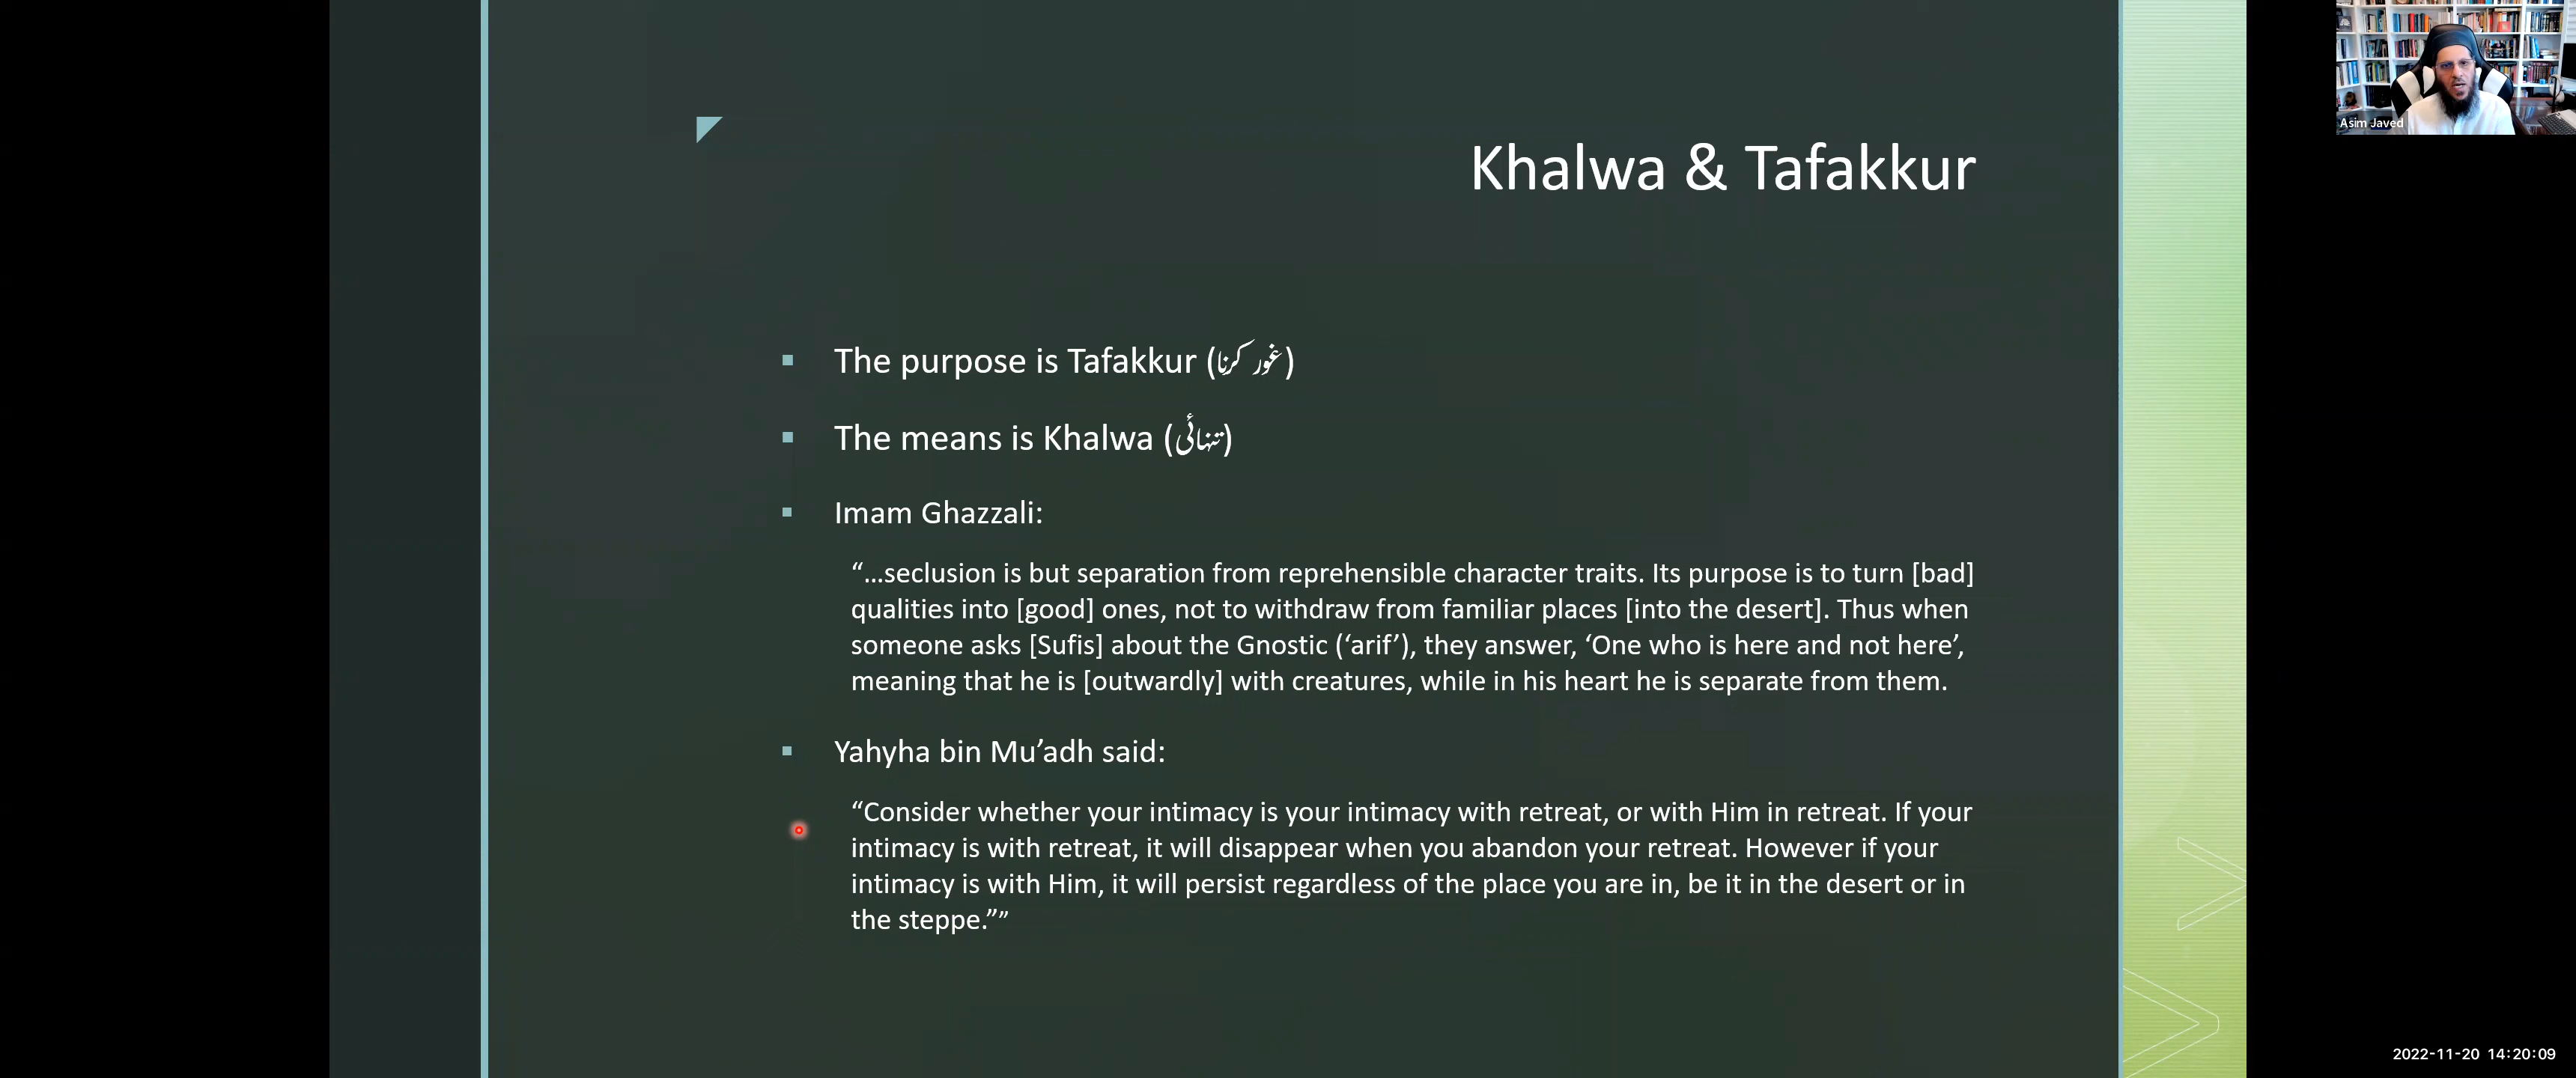 Asim Javed
Khalwa & Tafakkur
The purpose is Tafakkur (غور کرنا)
The means is Khalwa (تنہائی)
Imam Ghazzali:
“…seclusion is but separation from reprehensible character traits. Its purpose is to turn [bad]
qualities into [good] ones, not to withdraw from familiar places [into the desert]. Thus when
someone asks [Sufis] about the Gnostic (‘arif’), they answer, ‘One who is here and not here’,
meaning that he is [outwardly] with creatures, while in his heart he is separate from them.
Yahyha bin Mu’adh said:
“Consider whether your intimacy is your intimacy with retreat, or with Him in retreat. If your
intimacy is with retreat, it will disappear when you abandon your retreat. However if your
intimacy is with Him, it will persist regardless of the place you are in, be it in the desert or in
the steppe.””
2022-11-20 14:20:09